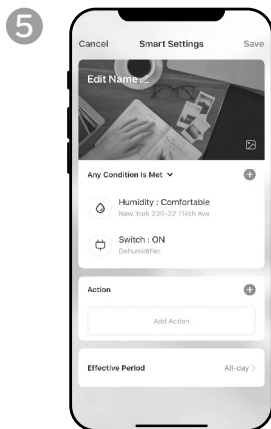 5
Cancel Smart Settings Save
Edit Name
Any Condition Is Met
Humidity : Comfortable
New York 225-22 114th Ave
Switch : ON
Dehumidifier
Action
Add Action
Effective Period All-day